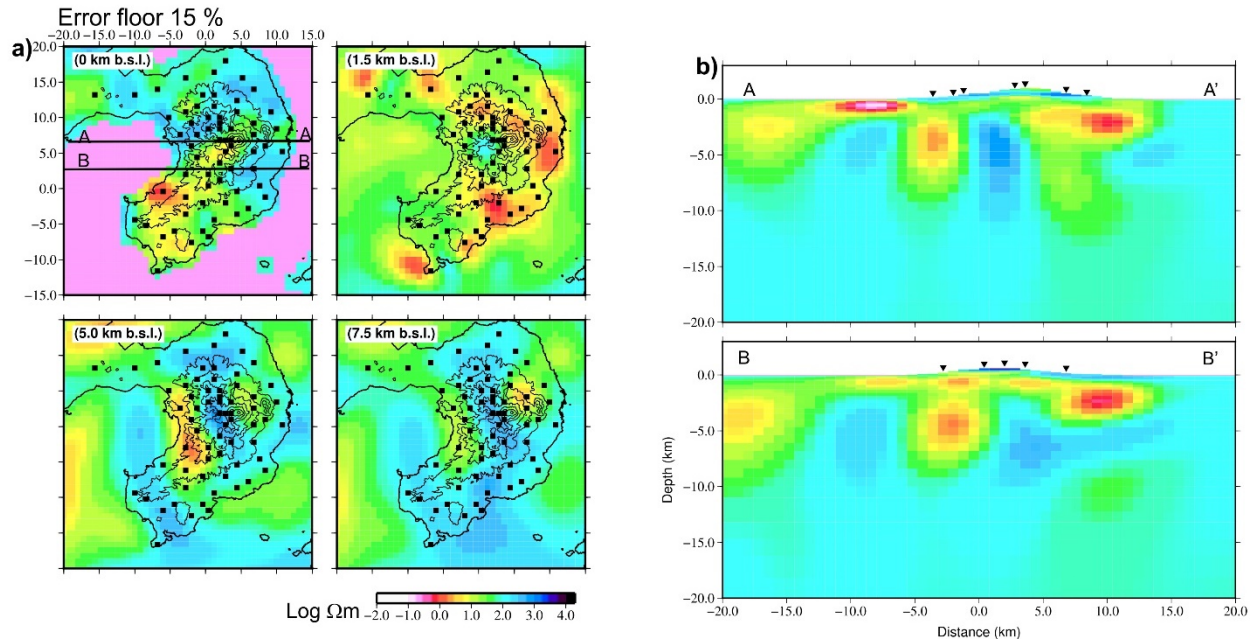 Error floor 15 %
a)
−20.0 −15.0 −10.0 −5.0 0.0 5.0 10.0 15.0
20.0
15.0
10.0
5.0
0.0
−5.0
−10.0
−15.0
(0 km b.s.l.)
A A
B B
(1.5 km b.s.l.)
(5.0 km b.s.l.)
(7.5 km b.s.l.)
Log Ωm
−2.0 −1.0 0.0 1.0 2.0 3.0 4.0
b)
A A'
0.0
−5.0
−10.0
−15.0
−20.0
B B'
0.0
−5.0
−10.0
−15.0
−20.0
Depth (km)
−20.0 −15.0 −10.0 −5.0 0.0 5.0 10.0 15.0 20.0
Distance (km)